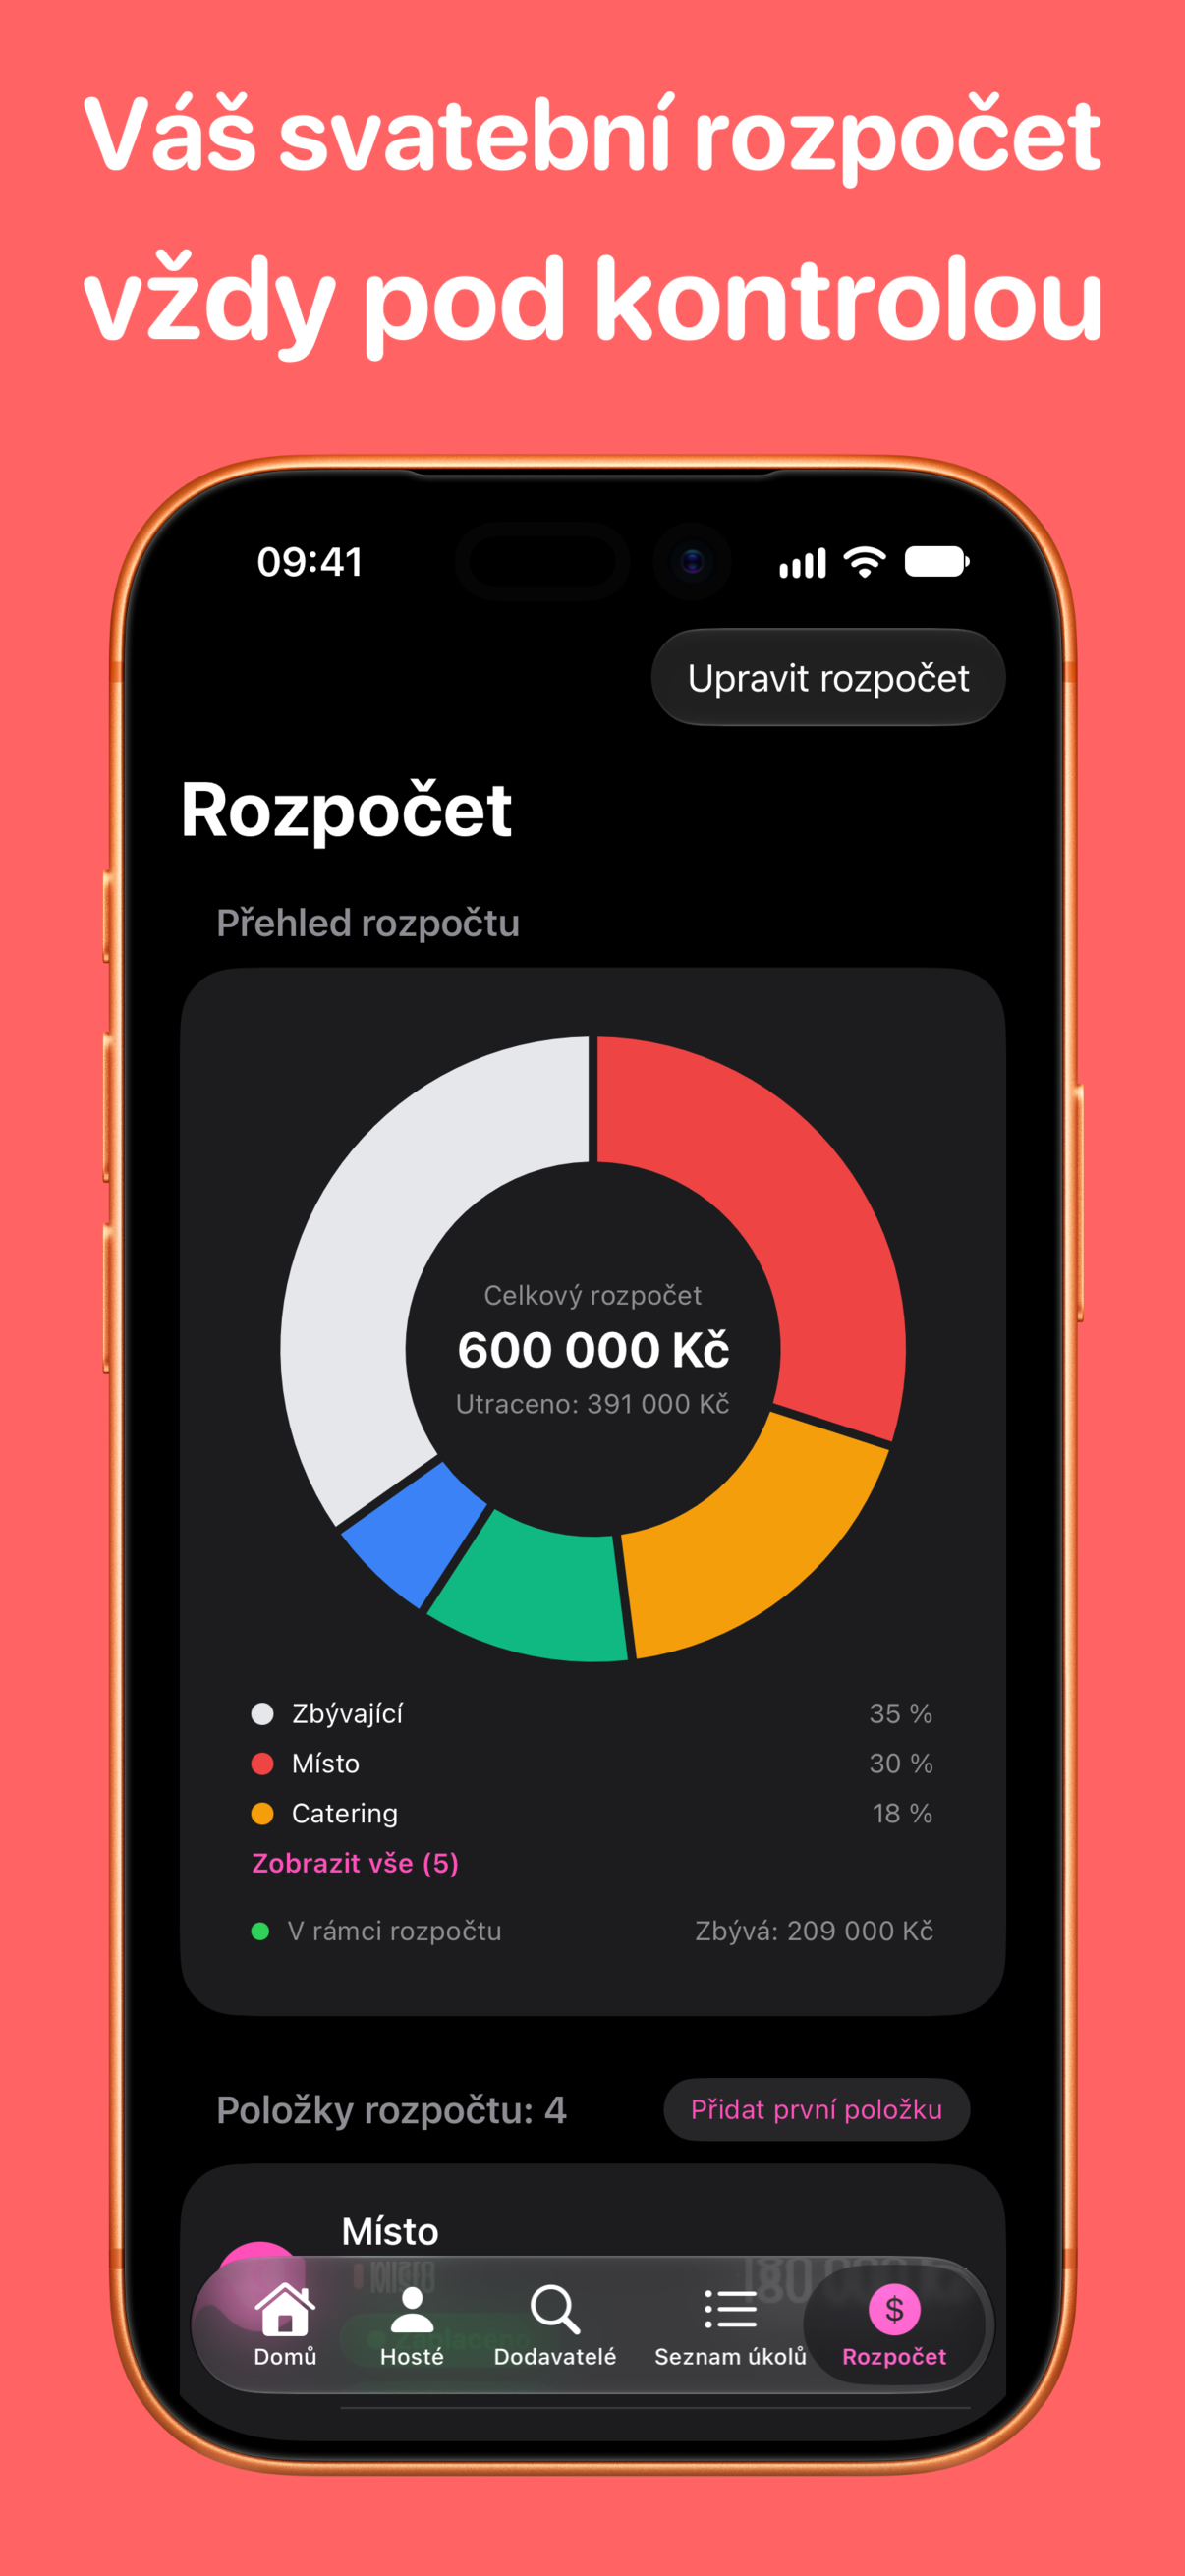 Váš svatební rozpočet
vždy pod kontrolou
09:41
Upravit rozpočet
Rozpočet
Přehled rozpočtu
Celkový rozpočet
600 000 Kč
Utraceno: 391 000 Kč
Zbývající 35 %
Místo 30 %
Catering 18 %
Zobrazit vše (5)
V rámci rozpočtu Zbývá: 209 000 Kč
Položky rozpočtu: 4 Přidat první položku
Místo
Domů Hosté Dodavatelé Seznam úkolů $ Rozpočet